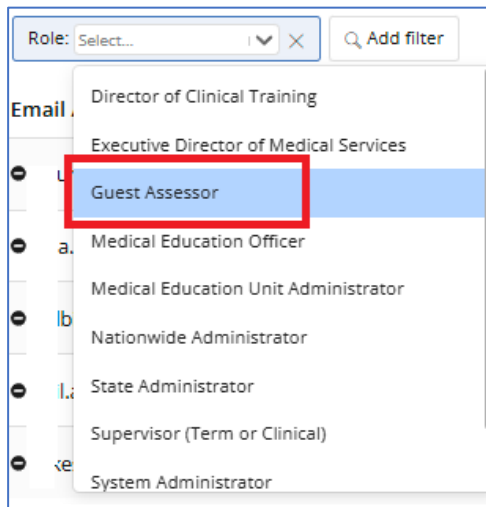 Role: Select... Add filter
Director of Clinical Training
Email
Executive Director of Medical Services
Guest Assessor
a.
Medical Education Officer
Medical Education Unit Administrator
lb
Nationwide Administrator
State Administrator
Supervisor (Term or Clinical)
System Administrator